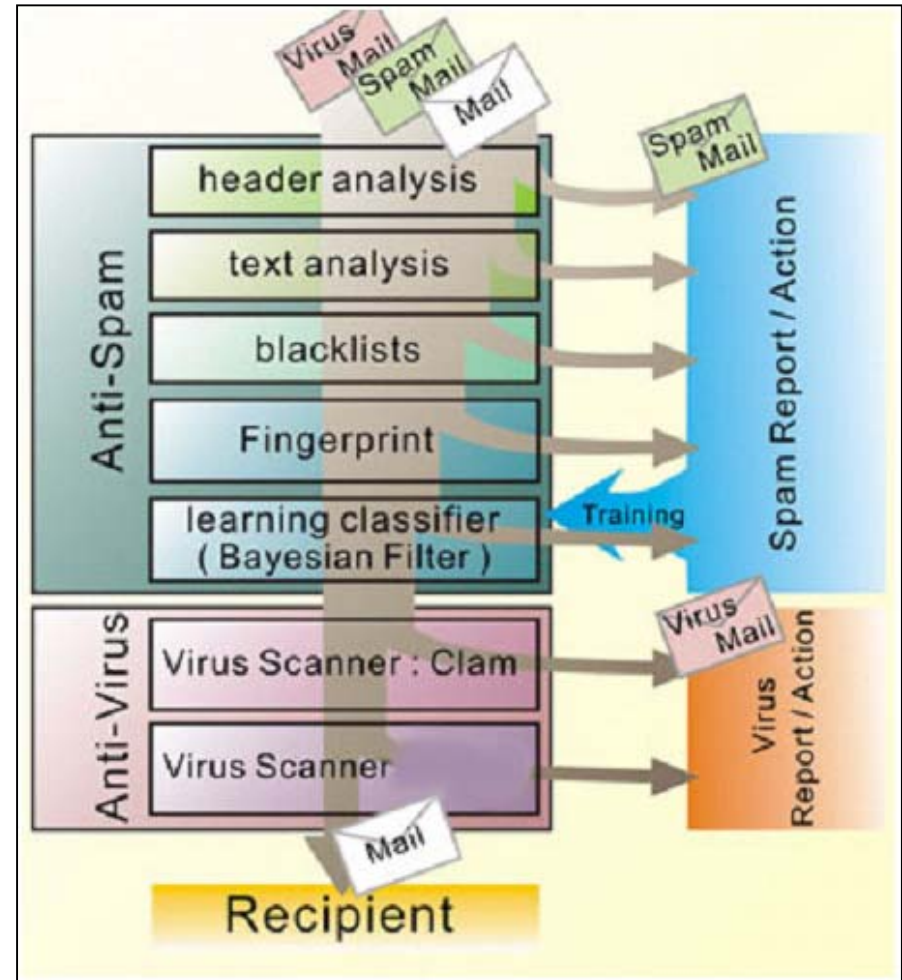 Virus
Mail
Spam
Mail
Mail
Spam
Mail
Anti-Spam
header analysis
text analysis
blacklists
Fingerprint
learning classifier
( Bayesian Filter )
Training
Spam Report / Action
Anti-Virus
Virus Scanner : Clam
Virus Scanner
Virus
Mail
Virus
Report / Action
Mail
Recipient